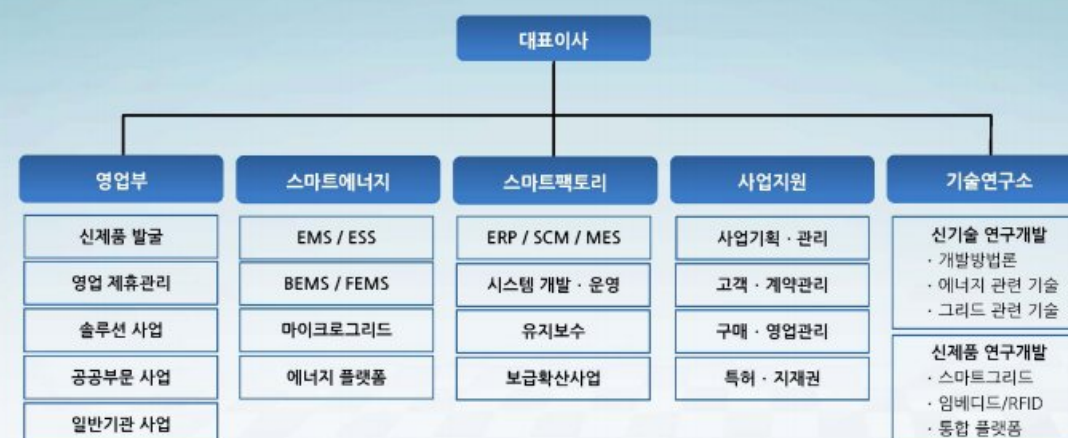 대표이사
영업부
신제품 발굴
영업 제휴관리
솔루션 사업
공공부문 사업
일반기관 사업
스마트에너지
EMS / ESS
BEMS / FEMS
마이크로그리드
에너지 플랫폼
스마트팩토리
ERP / SCM / MES
시스템 개발 · 운영
유지보수
보급확산사업
사업지원
사업기획 · 관리
고객 · 계약관리
구매 · 영업관리
특허 · 지재권
기술연구소
신기술 연구개발
· 개발방법론
· 에너지 관련 기술
· 그리드 관련 기술
신제품 연구개발
· 스마트그리드
· 임베디드/RFID
· 통합 플랫폼